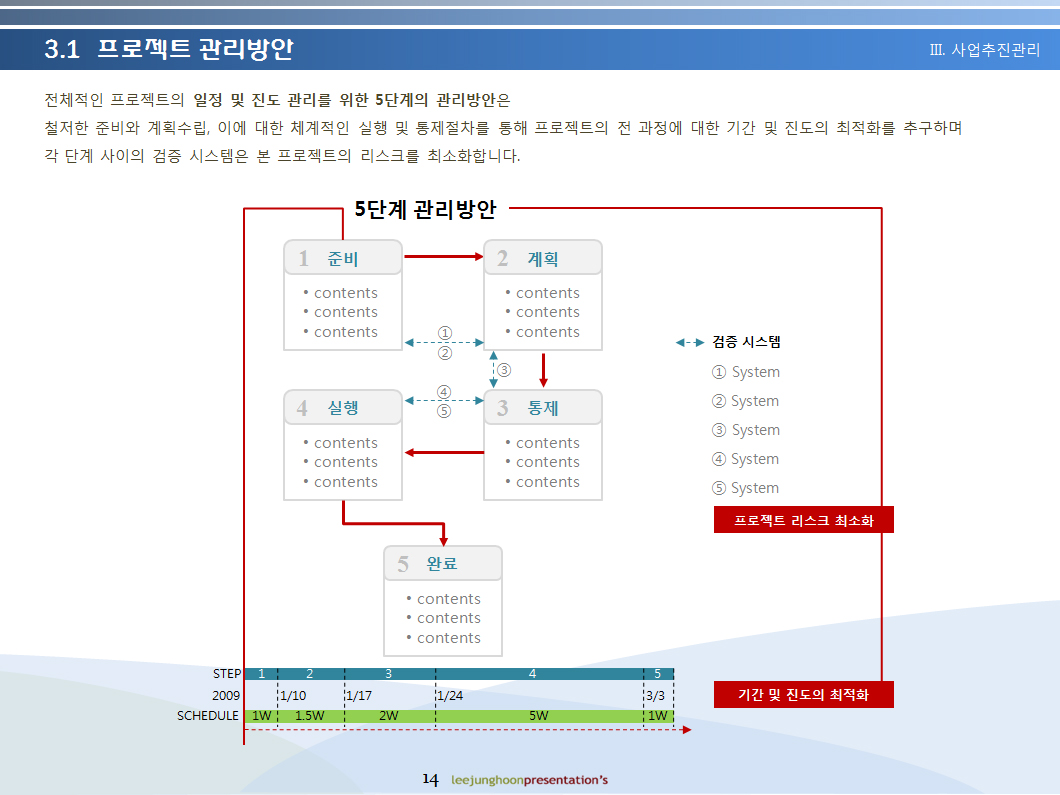 3.1 프로젝트 관리방안
Ⅲ. 사업추진관리
전체적인 프로젝트의 일정 및 진도 관리를 위한 5단계의 관리방안은
철저한 준비와 계획수립, 이에 대한 체계적인 실행 및 통제절차를 통해 프로젝트의 전 과정에 대한 기간 및 진도의 최적화를 추구하며
각 단계 사이의 검증 시스템은 본 프로젝트의 리스크를 최소화합니다.
5단계 관리방안
1 준비
• contents
• contents
• contents
2 계획
• contents
• contents
• contents
①
②
③
④
⑤
4 실행
• contents
• contents
• contents
3 통제
• contents
• contents
• contents
5 완료
• contents
• contents
• contents
검증 시스템
① System
② System
③ System
④ System
⑤ System
프로젝트 리스크 최소화
STEP 1 2 3 4 5
2009 1/10 1/17 1/24 3/3
SCHEDULE 1W 1.5W 2W 5W 1W
기간 및 진도의 최적화
14 leejunghoonpresentation's